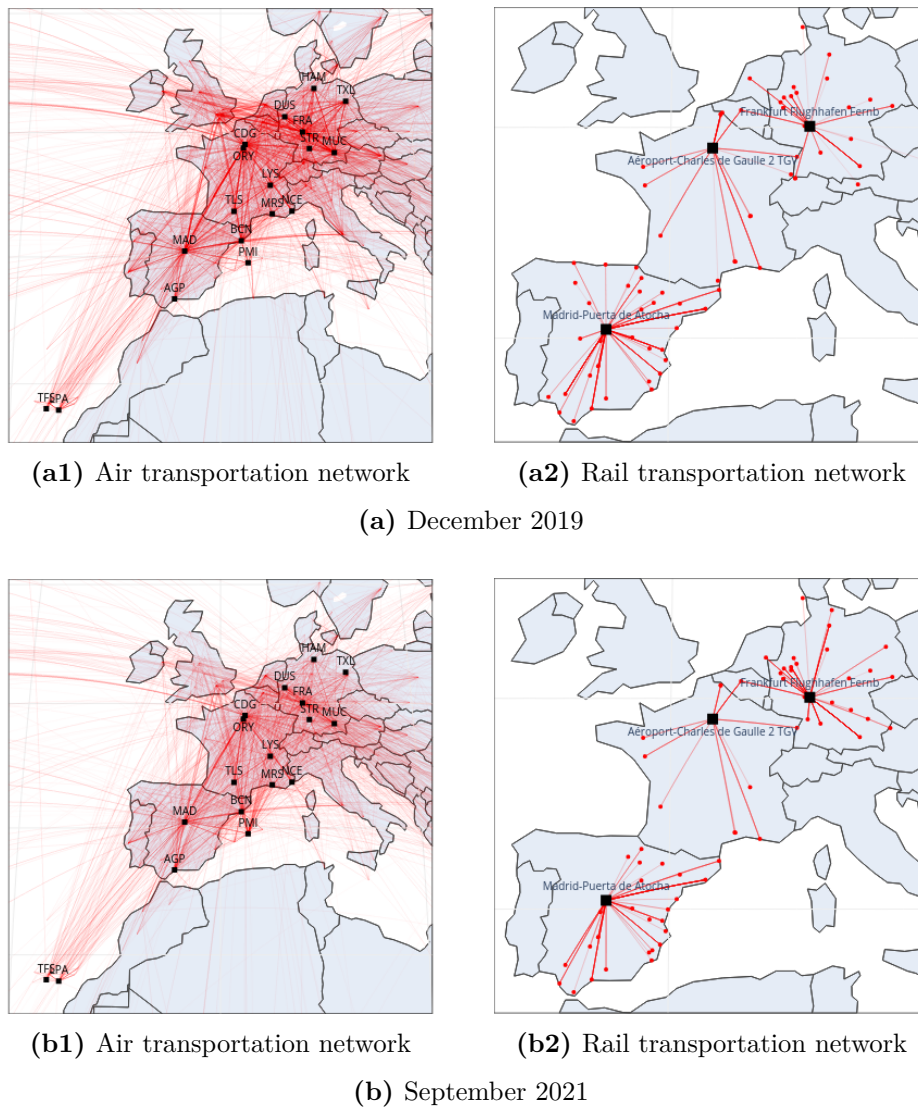 HAM
TXL
DUS
FRA
CDG
STR
MUC
ORY
LYS
TLS
MRS
NCE
BCN
MAD
PMI
AGP
TFS
LPA
Frankfurt Flughhafen Fernb
Aéroport-Charles de Gaulle 2 TGV
Madrid-Puerta de Atocha
(a1) Air transportation network
(a2) Rail transportation network
(a) December 2019
HAM
TXL
DUS
FRA
CDG
STR
MUC
ORY
LYS
TLS
MRS
NCE
BCN
MAD
PMI
AGP
TFS
LPA
Frankfurt Flughhafen Fernb
Aéroport-Charles de Gaulle 2 TGV
Madrid-Puerta de Atocha
(b1) Air transportation network
(b2) Rail transportation network
(b) September 2021